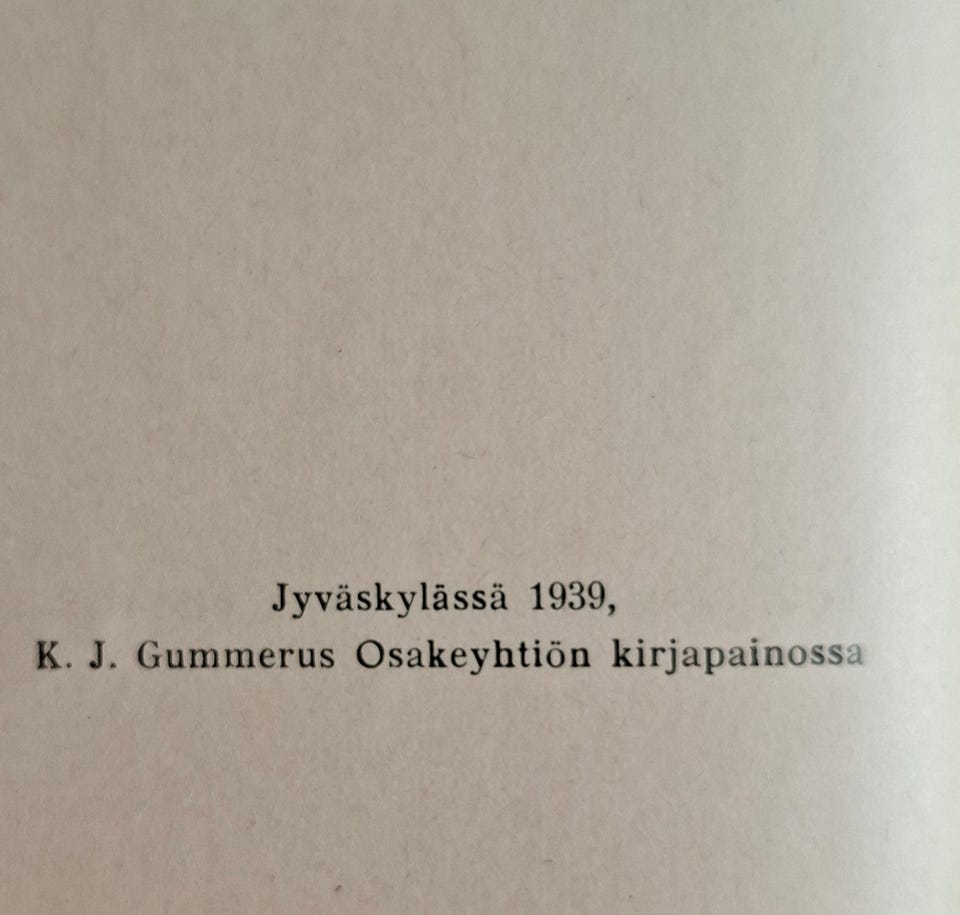 Jyväskylässä 1939,
K. J. Gummerus Osakeyhtiön kirjapainossa